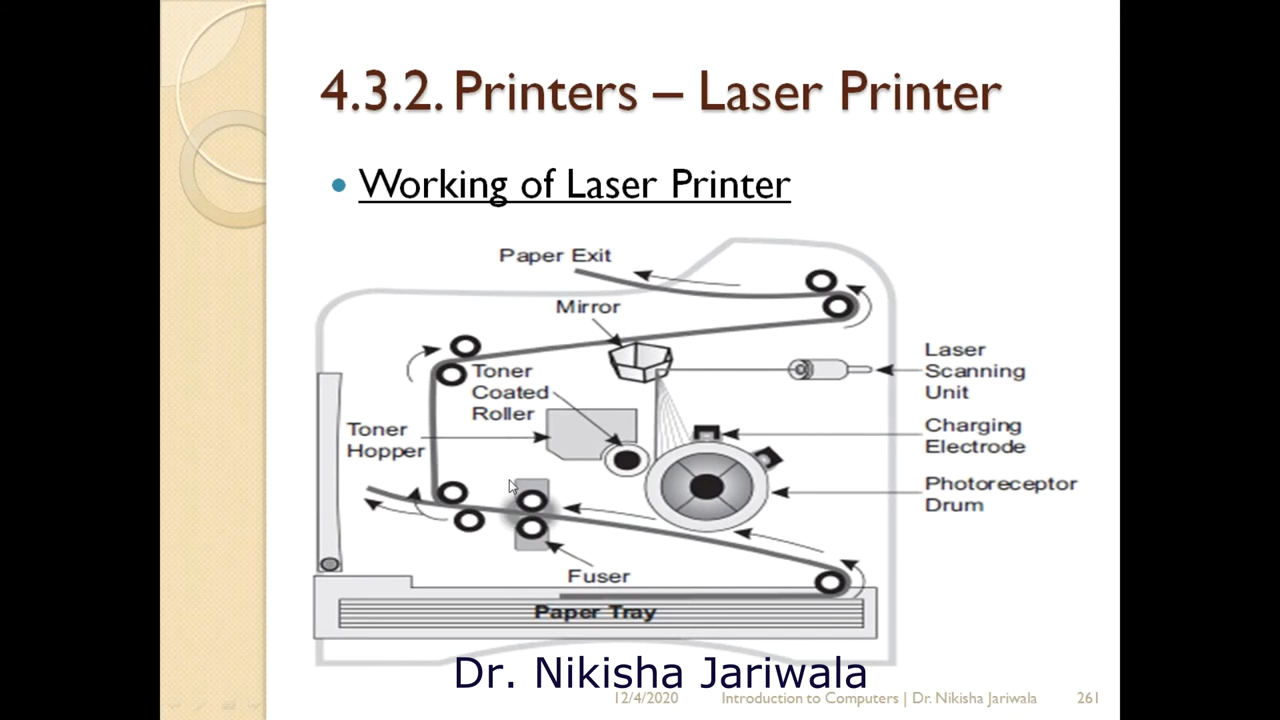 4.3.2. Printers – Laser Printer
• Working of Laser Printer
Paper Exit
Mirror
Laser
Scanning
Unit
Toner
Coated
Roller
Toner
Hopper
Charging
Electrode
Photoreceptor
Drum
Fuser
Paper Tray
Dr. Nikisha Jariwala
12/4/2020 Introduction to Computers | Dr. Nikisha Jariwala 261